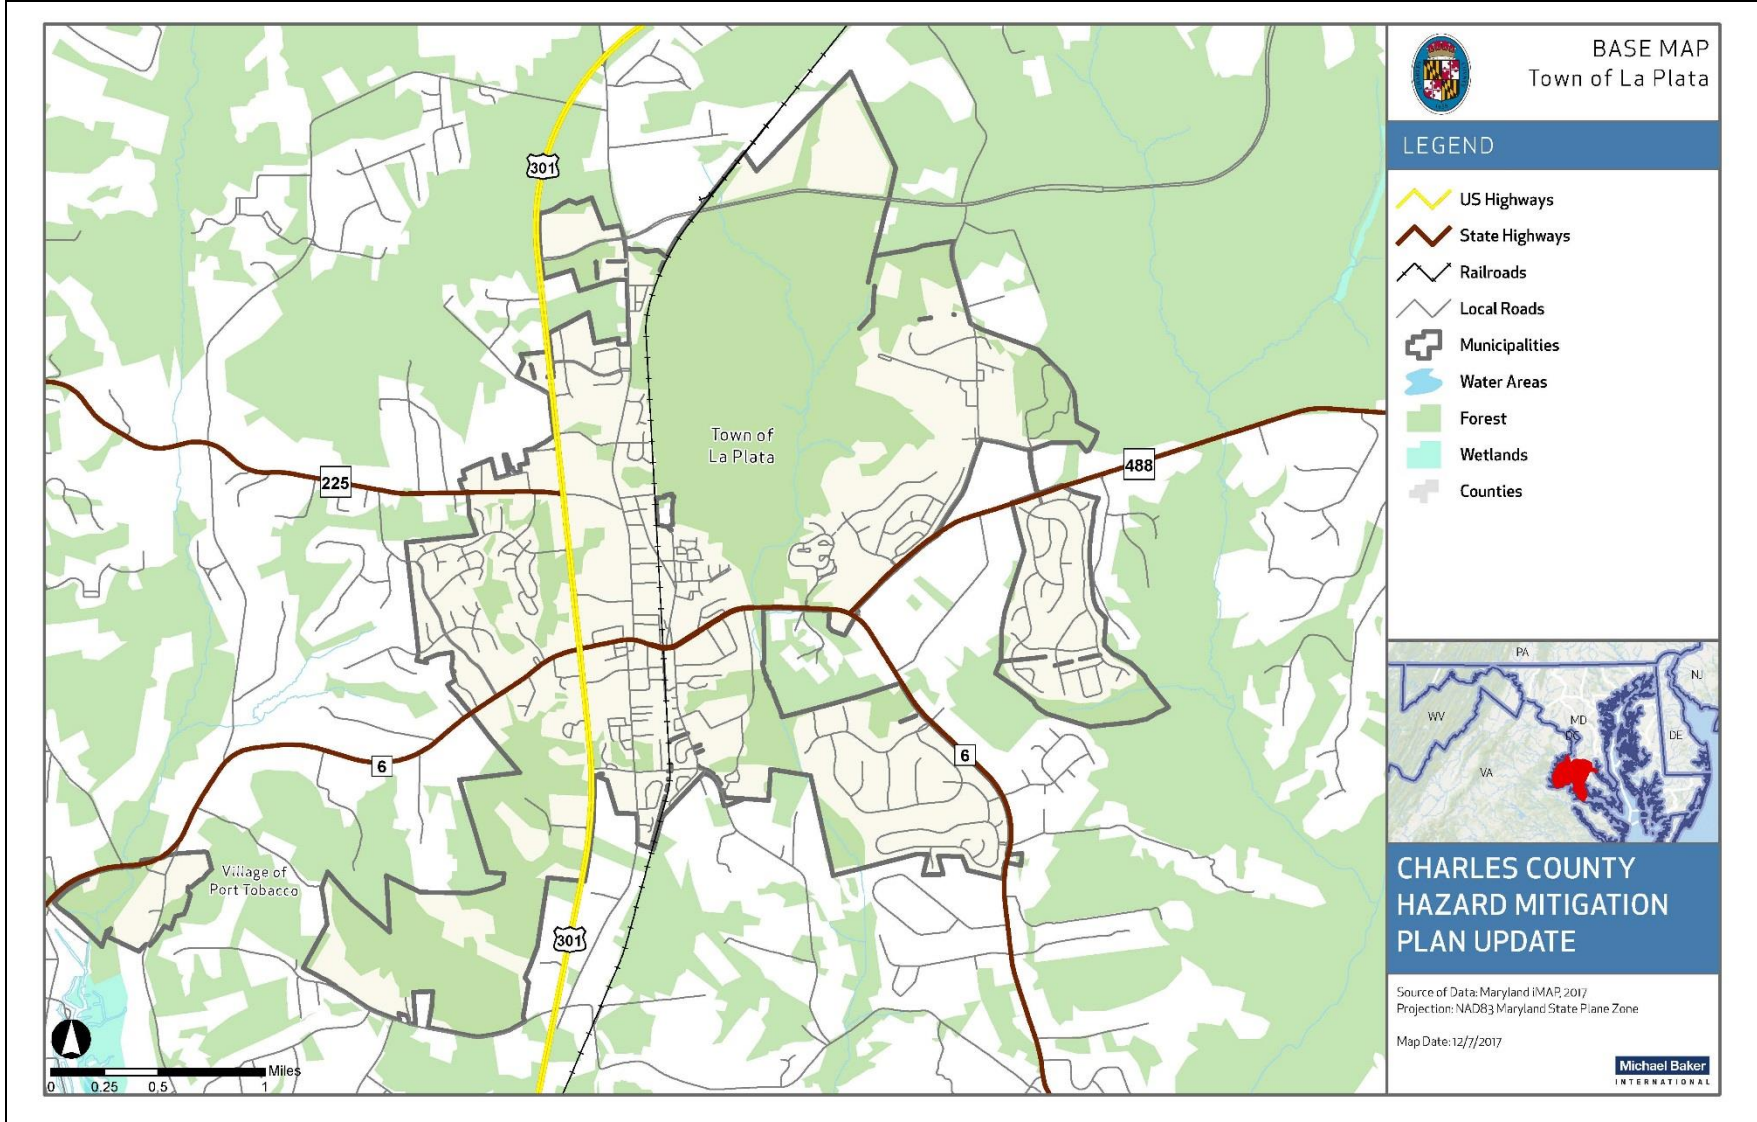 BASE MAP
Town of La Plata
LEGEND
US Highways
State Highways
Railroads
Local Roads
Municipalities
Water Areas
Forest
Wetlands
Counties
301
225
Town of
La Plata
488
6
6
Village of
Port Tobacco
301
Miles
0 0.25 0.5 1
PA
NJ
WV
MD
DC
DE
VA
CHARLES COUNTY
HAZARD MITIGATION
PLAN UPDATE
Source of Data: Maryland iMAP, 2017
Projection: NAD83 Maryland State Plane Zone
Map Date: 12/7/2017
Michael Baker
INTERNATIONAL